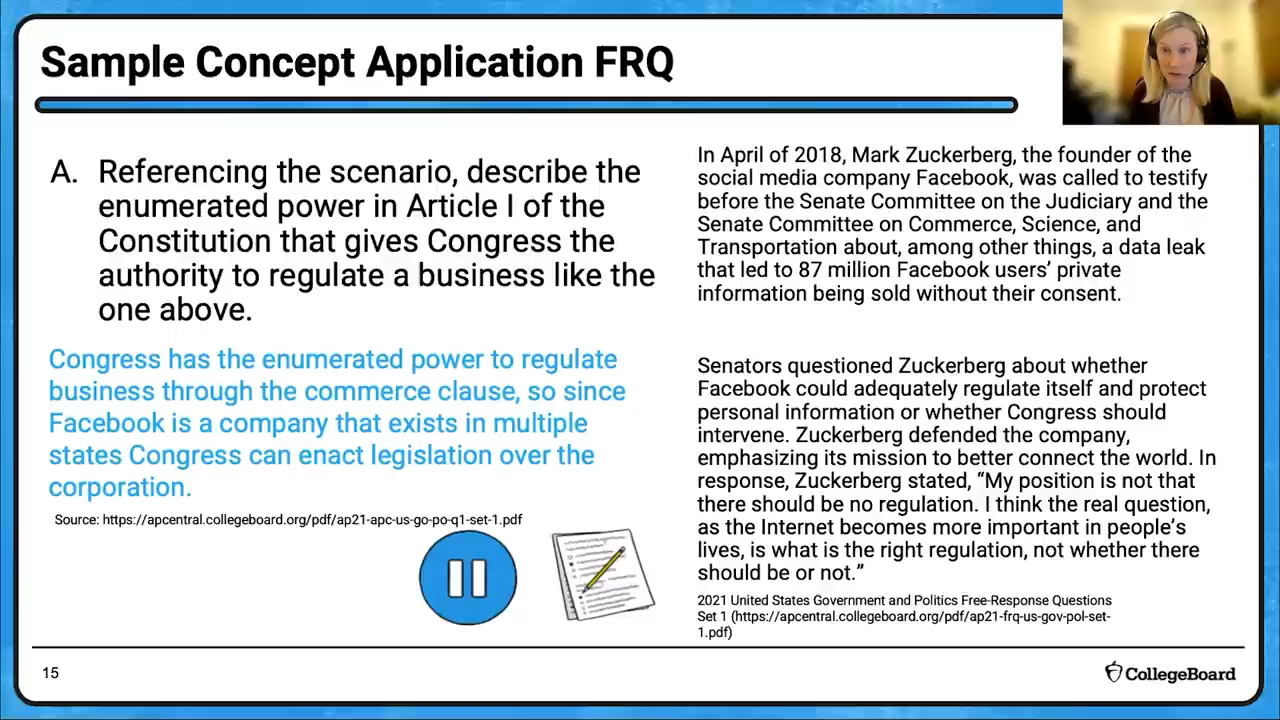 Sample Concept Application FRQ
A. Referencing the scenario, describe the
enumerated power in Article I of the
Constitution that gives Congress the
authority to regulate a business like the
one above.
Congress has the enumerated power to regulate
business through the commerce clause, so since
Facebook is a company that exists in multiple
states Congress can enact legislation over the
corporation.
Source: https://apcentral.collegeboard.org/pdf/ap21-apc-us-go-po-q1-set-1.pdf
In April of 2018, Mark Zuckerberg, the founder of the
social media company Facebook, was called to testify
before the Senate Committee on the Judiciary and the
Senate Committee on Commerce, Science, and
Transportation about, among other things, a data leak
that led to 87 million Facebook users’ private
information being sold without their consent.
Senators questioned Zuckerberg about whether
Facebook could adequately regulate itself and protect
personal information or whether Congress should
intervene. Zuckerberg defended the company,
emphasizing its mission to better connect the world. In
response, Zuckerberg stated, “My position is not that
there should be no regulation. I think the real question,
as the Internet becomes more important in people’s
lives, is what is the right regulation, not whether there
should be or not.”
2021 United States Government and Politics Free-Response Questions
Set 1 (https://apcentral.collegeboard.org/pdf/ap21-frq-us-gov-pol-set-
1.pdf)
15
CollegeBoard